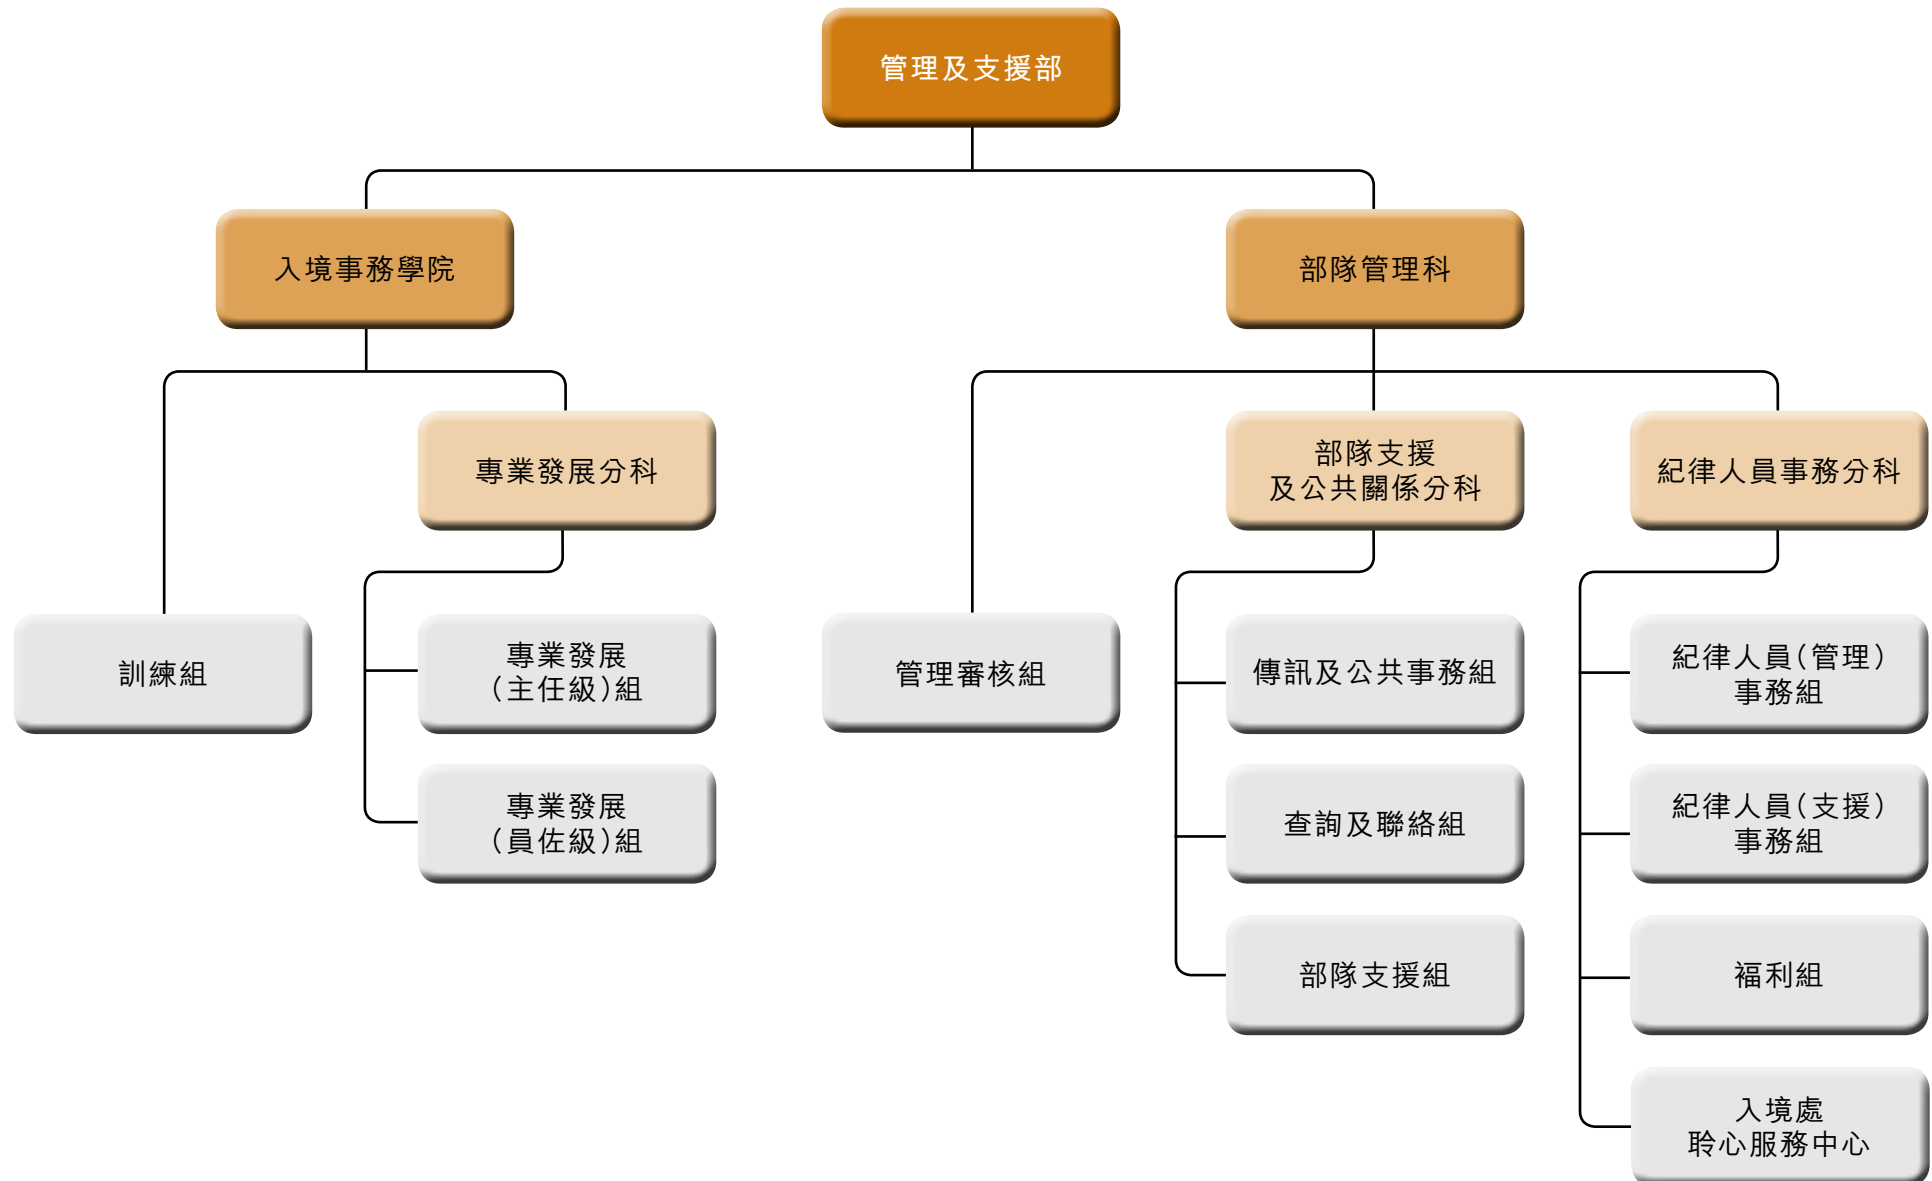 管理及支援部
入境事務學院
部隊管理科
專業發展分科
部隊支援
及公共關係分科
紀律人員事務分科
訓練組
專業發展
（主任級）組
管理審核組
傳訊及公共事務組
紀律人員（管理）
事務組
專業發展
（員佐級）組
查詢及聯絡組
紀律人員（支援）
事務組
部隊支援組
福利組
入境處
聆心服務中心